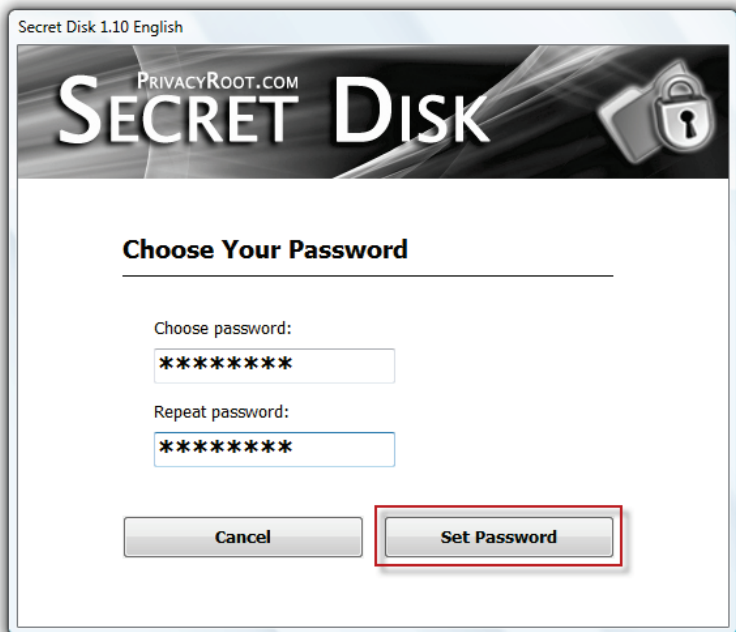 Secret Disk 1.10 English
PRIVACYROOT.COM
SECRET DISK
Choose Your Password
Choose password:
********
Repeat password:
********
Cancel
Set Password